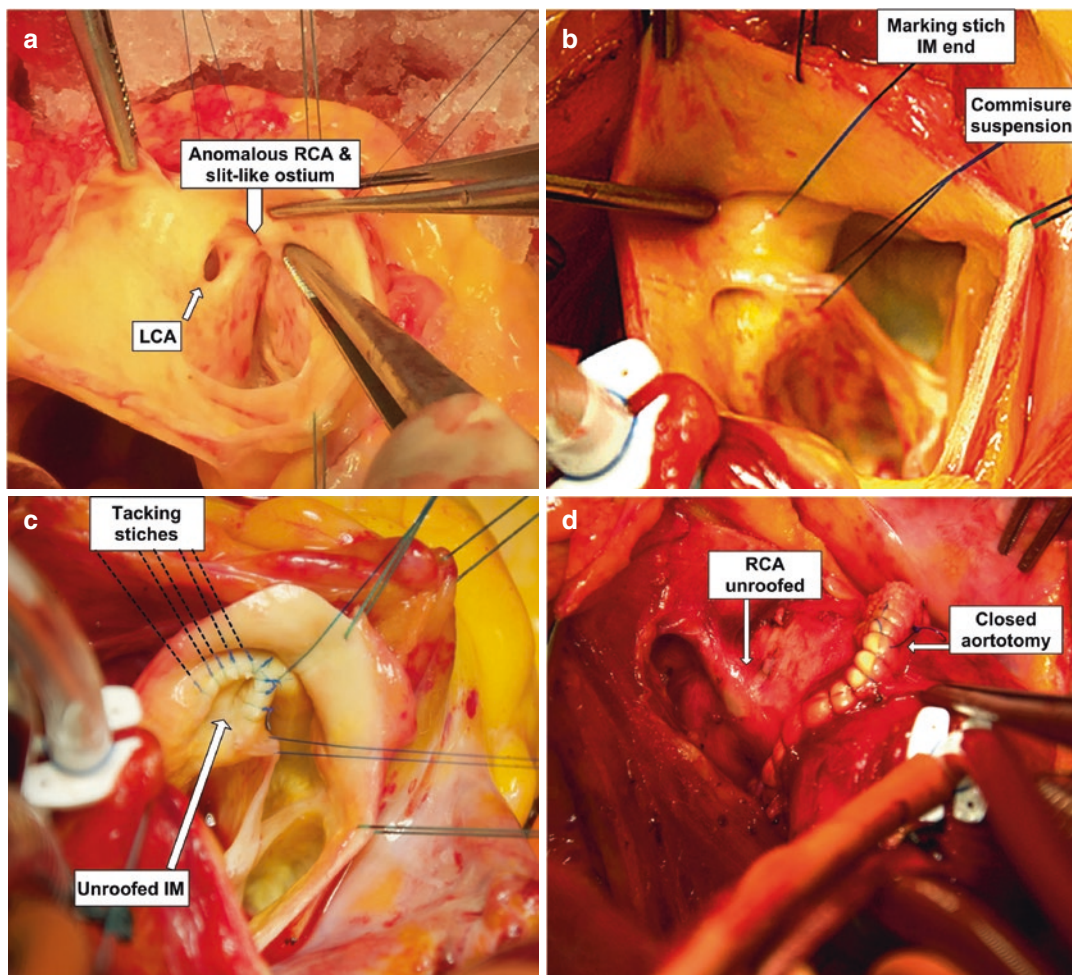 a
Anomalous RCA &
slit-like ostium
LCA
b
Marking stich
IM end
Commisure
suspension
c
Tacking
stiches
Unroofed IM
d
RCA
unroofed
Closed
aortotomy